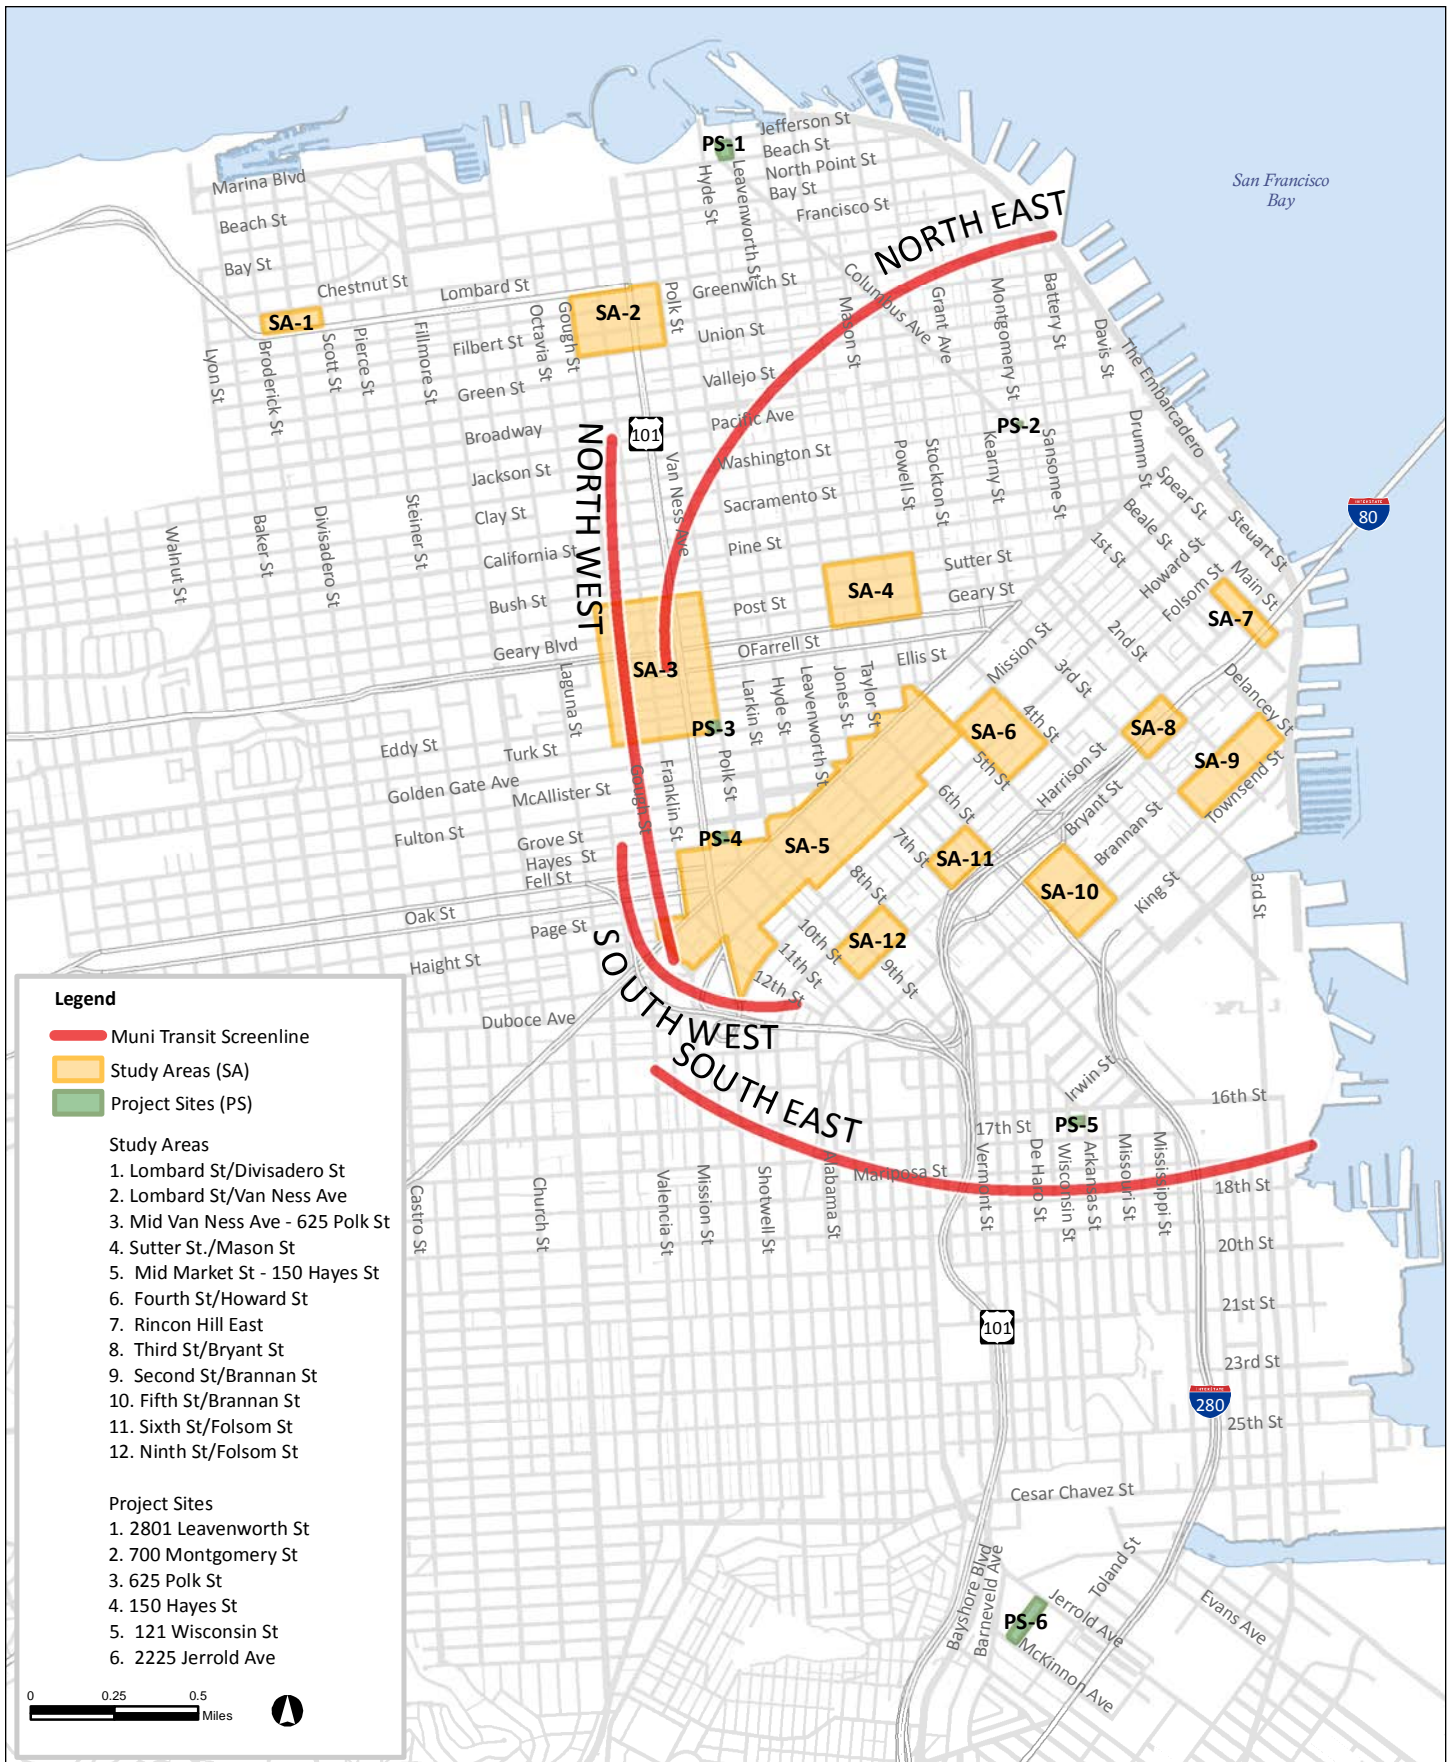 Jefferson St
PS-1
Beach St
North Point St
Bay St
Marina Blvd
Hyde St
Leavenworth St
Francisco St
San Francisco
Bay
NORTH EAST
Beach St
Bay St
Chestnut St
Lombard St
Greenwich St
Columbus Ave
Grant Ave
Montgomery St
Battery St
Polk St
Mason St
SA-1
SA-2
Octavia St
Gough St
Union St
Davis St
The Embarcadero
Lyon St
Broderick St
Scott St
Pierce St
Fillmore St
Filbert St
Green St
Vallejo St
Pacific Ave
Broadway
101
PS-2
NORTH WEST
Washington St
Jackson St
Van Ness Ave
Powell St
Stockton St
Kearny St
Sansome St
Drumm St
Spear St
Steuart St
Sacramento St
Clay St
Walnut St
Baker St
Divisadero St
Steiner St
California St
Pine St
Beale St
Howard St
1st St
Main St
INTERSTATE
80
Sutter St
SA-4
Geary St
Folsom St
SA-7
Bush St
Post St
Geary Blvd
OFarrell St
Ellis St
Mission St
2nd St
3rd St
Delancey St
SA-3
Laguna St
Larkin St
Hyde St
Leavenworth St
Jones St
Taylor St
4th St
PS-3
SA-6
SA-8
SA-9
Eddy St
Turk St
5th St
Harrison St
Townsend St
Golden Gate Ave
McAllister St
Gough St
Franklin St
Polk St
6th St
Bryant St
Brannan St
Fulton St
Grove St
PS-4
SA-5
7th St
SA-11
Hayes St
Fell St
8th St
SA-10
King St
3rd St
Oak St
Page St
SOUTH WEST
10th St
SA-12
11th St
9th St
12th St
Haight St
Duboce Ave
SOUTH EAST
Irwin St
16th St
17th St
PS-5
Mariposa St
18th St
Castro St
Church St
Valencia St
Mission St
Shotwell St
Alabama St
Vermont St
De Haro St
Wisconsin St
Arkansas St
Missouri St
Mississippi St
20th St
21st St
101
23rd St
INTERSTATE
280
25th St
Cesar Chavez St
Bayshore Blvd
Barneveld Ave
Toland St
PS-6
Jerrold Ave
McKinnon Ave
Evans Ave
Legend
Muni Transit Screenline
Study Areas (SA)
Project Sites (PS)
Study Areas
1. Lombard St/Divisadero St
2. Lombard St/Van Ness Ave
3. Mid Van Ness Ave - 625 Polk St
4. Sutter St./Mason St
5. Mid Market St - 150 Hayes St
6. Fourth St/Howard St
7. Rincon Hill East
8. Third St/Bryant St
9. Second St/Brannan St
10. Fifth St/Brannan St
11. Sixth St/Folsom St
12. Ninth St/Folsom St
Project Sites
1. 2801 Leavenworth St
2. 700 Montgomery St
3. 625 Polk St
4. 150 Hayes St
5. 121 Wisconsin St
6. 2225 Jerrold Ave
0 0.25 0.5
Miles